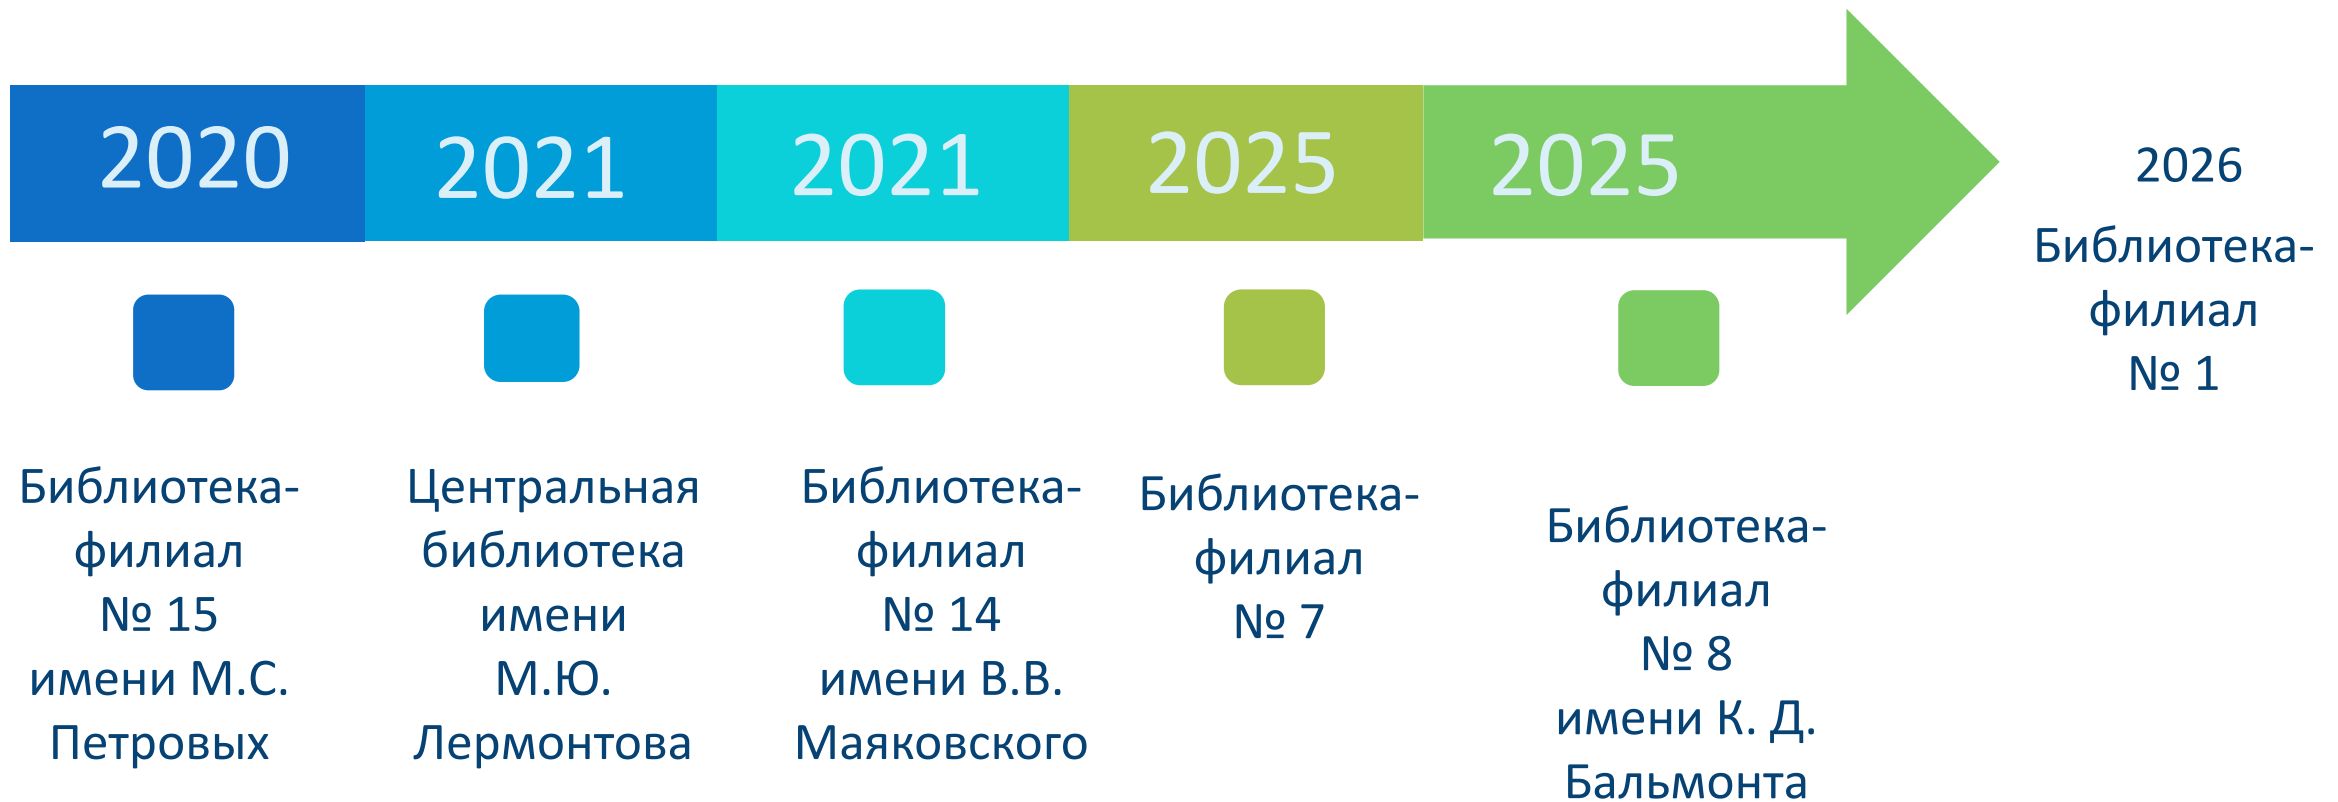 2020
2021
2021
2025
2025
2026
Библиотека-
филиал
№ 1
Библиотека-
филиал
№ 15
имени М.С.
Петровых
Центральная
библиотека
имени
М.Ю.
Лермонтова
Библиотека-
филиал
№ 14
имени В.В.
Маяковского
Библиотека-
филиал
№ 7
Библиотека-
филиал
№ 8
имени К. Д.
Бальмонта